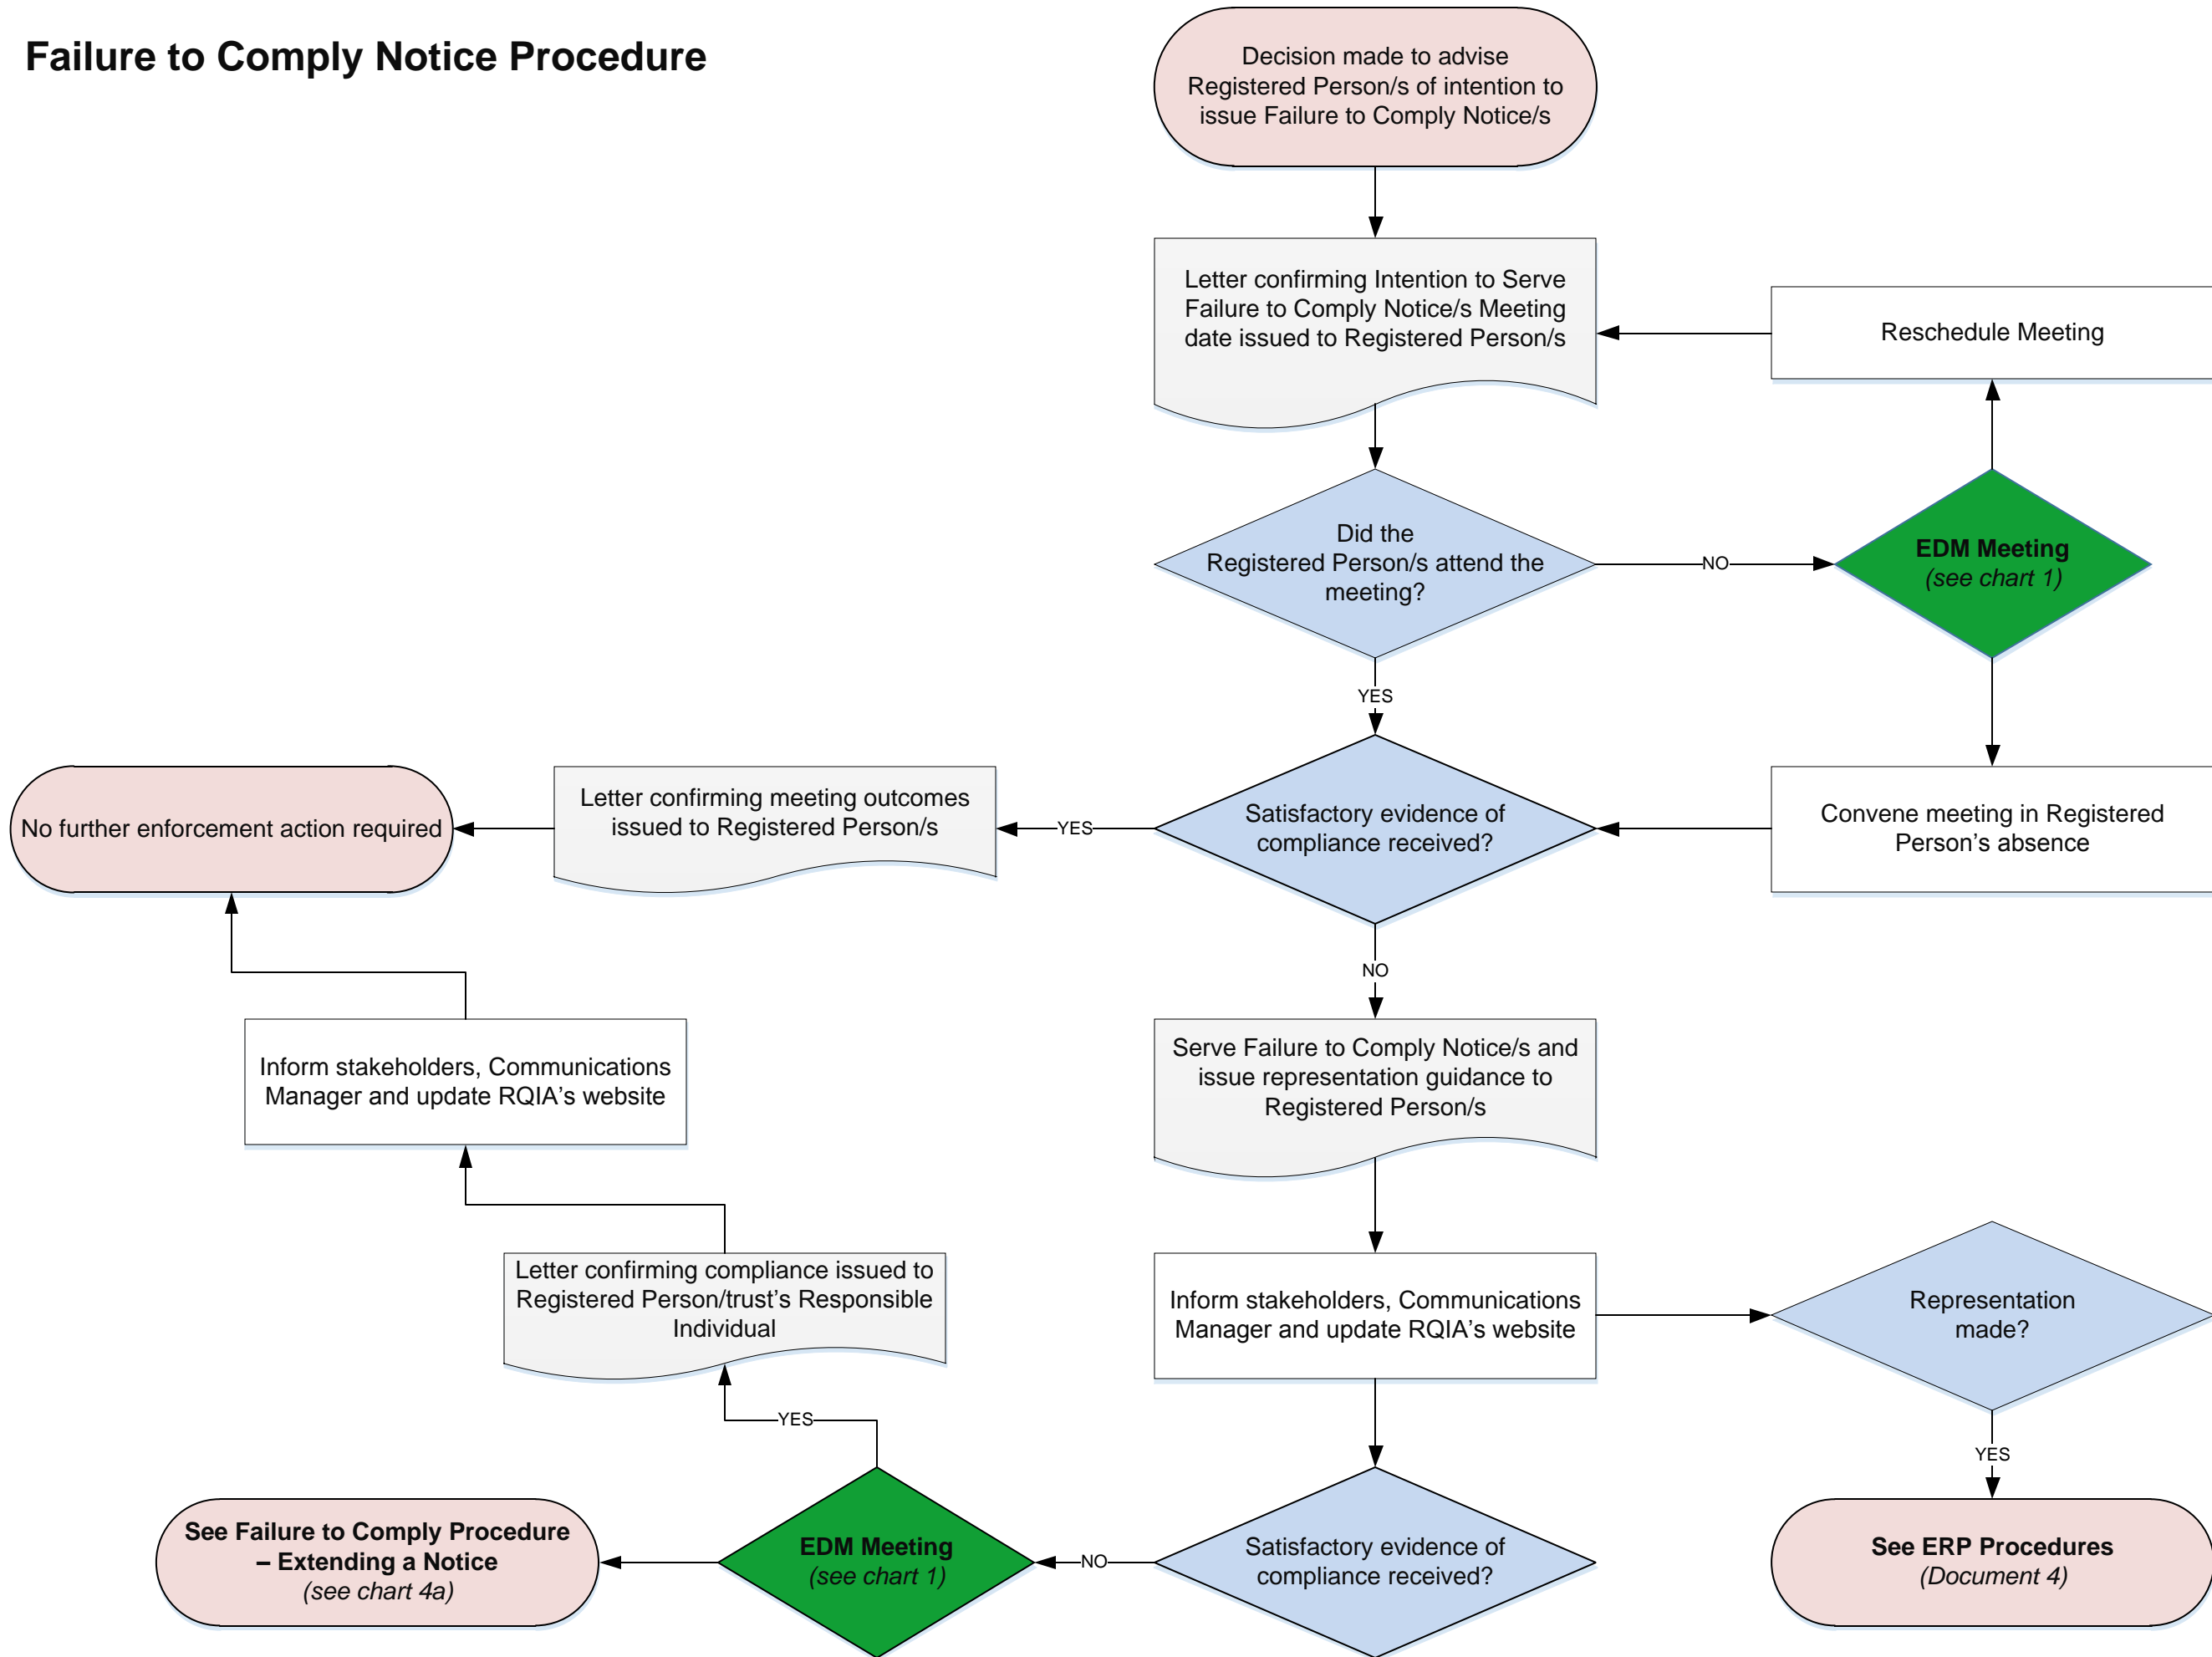 Failure to Comply Notice Procedure
Decision made to advise
Registered Person/s of intention to
issue Failure to Comply Notice/s
Letter confirming Intention to Serve
Failure to Comply Notice/s Meeting
date issued to Registered Person/s
Reschedule Meeting
Did the
Registered Person/s attend the
meeting?
NO
EDM Meeting
(see chart 1)
YES
No further enforcement action required
Letter confirming meeting outcomes
issued to Registered Person/s
YES
Satisfactory evidence of
compliance received?
Convene meeting in Registered
Person’s absence
NO
Inform stakeholders, Communications
Manager and update RQIA’s website
Serve Failure to Comply Notice/s and
issue representation guidance to
Registered Person/s
Letter confirming compliance issued to
Registered Person/trust’s Responsible
Individual
Inform stakeholders, Communications
Manager and update RQIA’s website
Representation
made?
YES
YES
See Failure to Comply Procedure
– Extending a Notice
(see chart 4a)
EDM Meeting
(see chart 1)
NO
Satisfactory evidence of
compliance received?
See ERP Procedures
(Document 4)